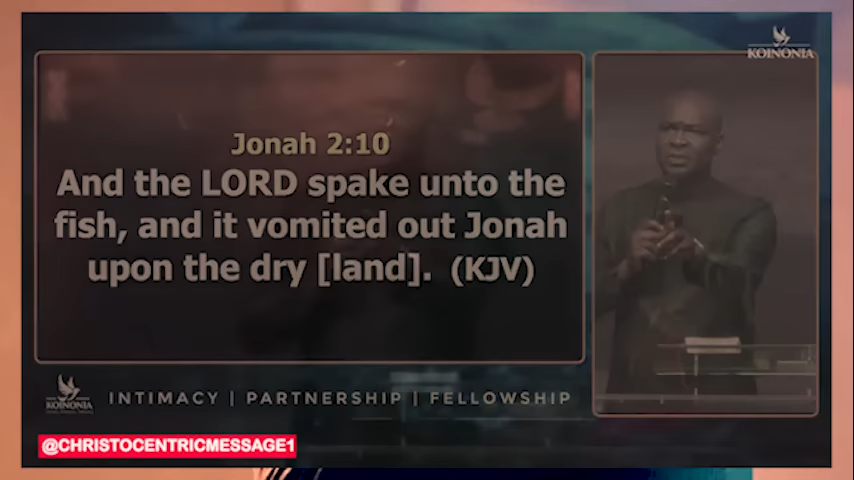 KOINONIA
Jonah 2:10
And the LORD spake unto the
fish, and it vomited out Jonah
upon the dry [land]. (KJV)
KOINONIA
INTIMACY | PARTNERSHIP | FELLOWSHIP
@CHRISTOCENTRICMESSAGE1